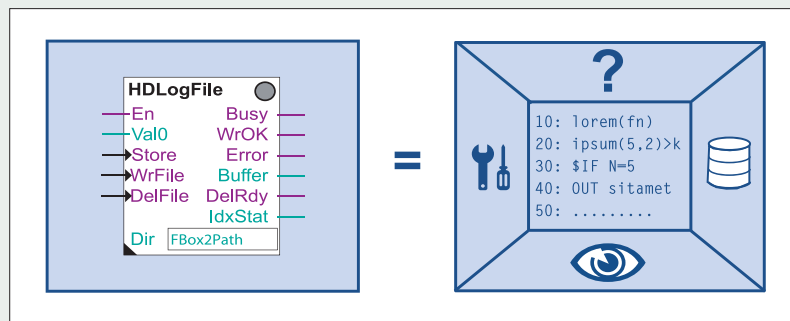 HDLogFile
En Busy
Val0 WrOK
Store Error
WrFile Buffer
DelFile DelRdy
IdxStat
Dir FBox2Path
=
?
10: lorem(fn)
20: ipsum(5,2)>k
30: $IF N=5
40: OUT sitamet
50: .........